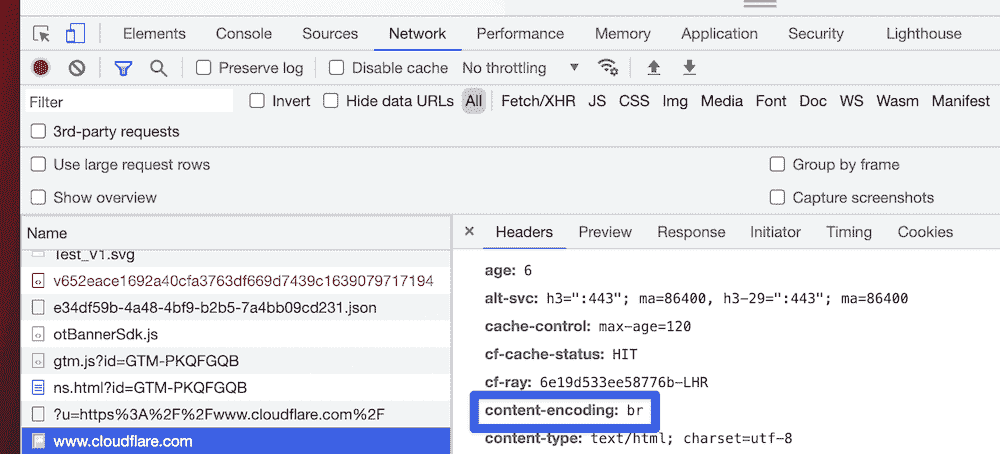 Elements Console Sources Network Performance Memory Application Security Lighthouse
Preserve log Disable cache No throttling
Filter Invert Hide data URLs All Fetch/XHR JS CSS Img Media Font Doc WS Wasm Manifest
3rd-party requests
Use large request rows Group by frame
Show overview Capture screenshots
Name × Headers Preview Response Initiator Timing Cookies
Test_V1.svg
v652eace1692a40cfa3763df669d7439c1639079717194
e34df59b-4a48-4bf9-b2b5-7a4bb09cd231.json
otBannerSdk.js
gtm.js?id=GTM-PKQFGQB
ns.html?id=GTM-PKQFGQB
?u=https%3A%2F%2Fwww.cloudflare.com%2F
www.cloudflare.com
age: 6
alt-svc: h3=":443"; ma=86400, h3-29=":443"; ma=86400
cache-control: max-age=120
cf-cache-status: HIT
cf-ray: 6e19d533ee58776b-LHR
content-encoding: br
content-type: text/html; charset=utf-8